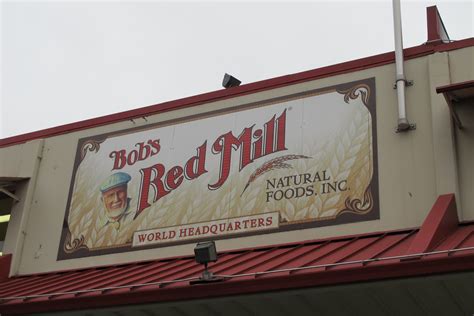 Bob's
Red Mill
NATURAL
FOODS, INC.
WORLD HEADQUARTERS